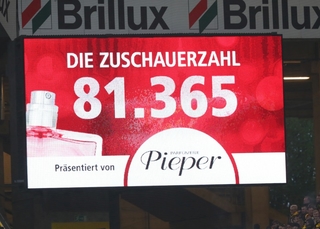 Brillux
Brillux
DIE ZUSCHAUERZAHL
81.365
Präsentiert von
PARFÜMERIE
Pieper